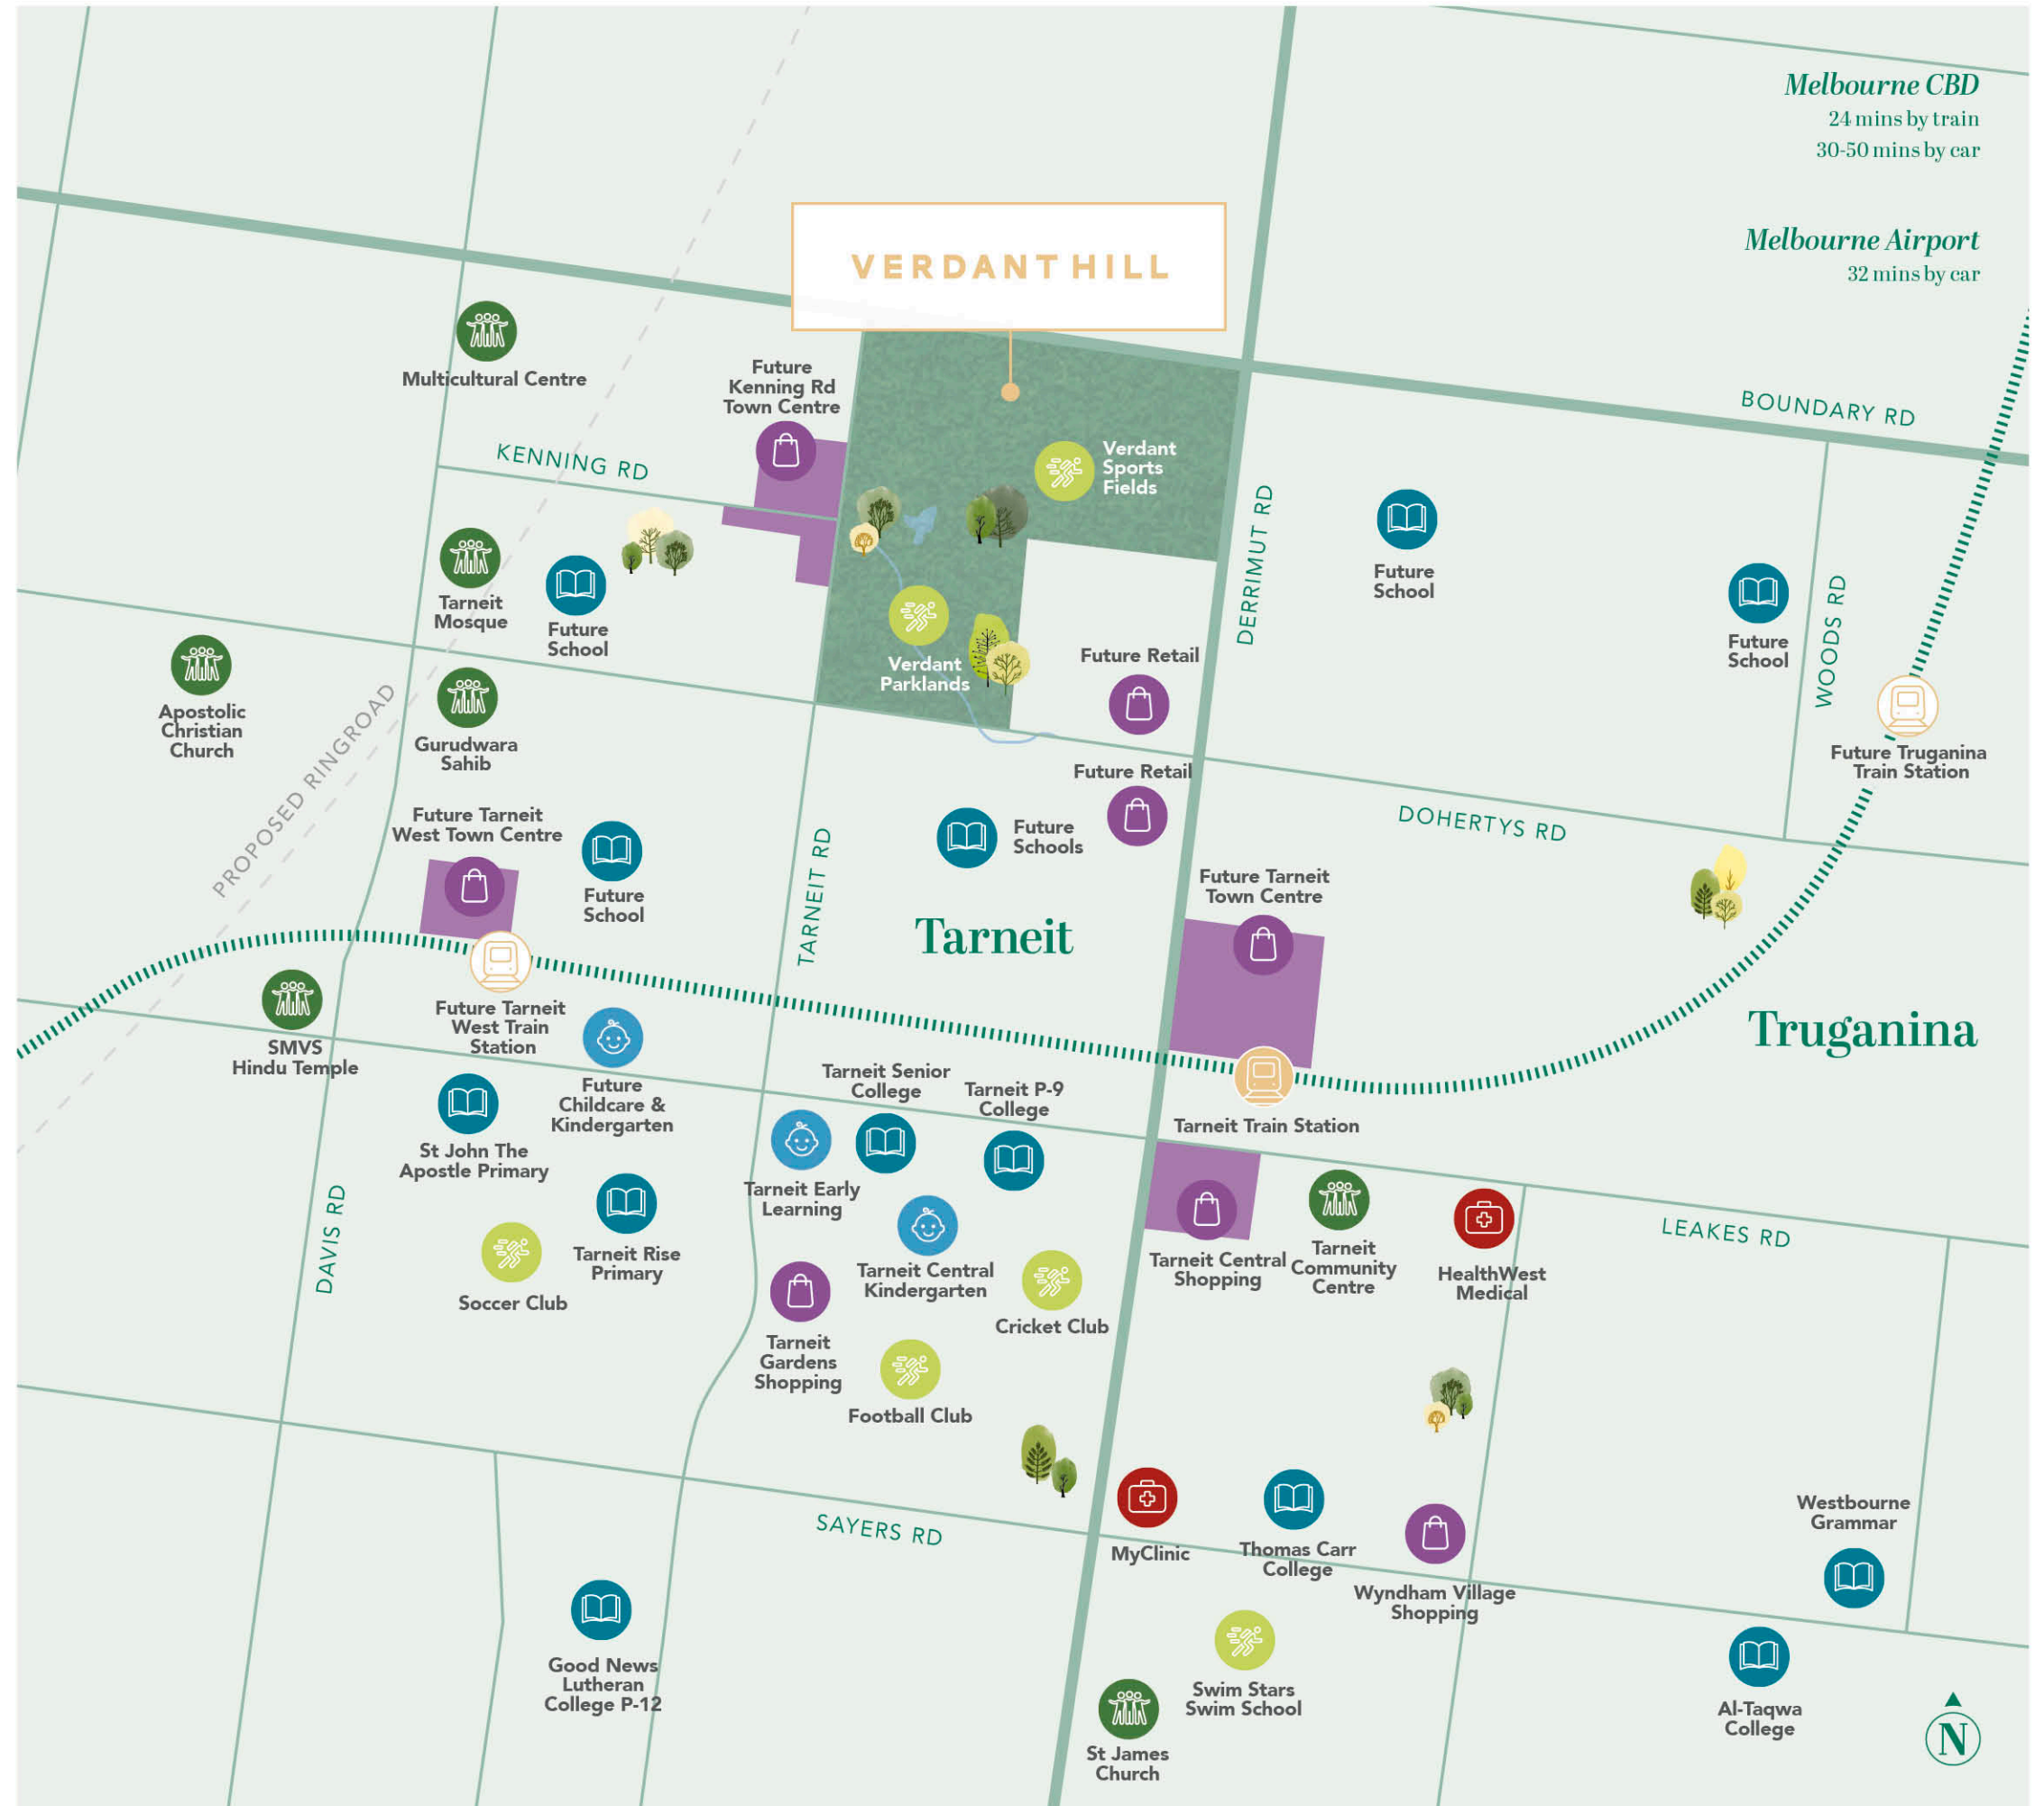 Melbourne CBD
24 mins by train
30-50 mins by car
Melbourne Airport
32 mins by car
VERDANT HILL
Multicultural Centre
Future
Kenning Rd
Town Centre
BOUNDARY RD
KENNING RD
Verdant
Sports
Fields
DERRIMUT RD
Future
School
Tarneit
Mosque
Future
School
Future
School
WOODS RD
Verdant
Parklands
Future Retail
Apostolic
Christian
Church
Gurudwara
Sahib
PROPOSED RINGROAD
Future Truganina
Train Station
Future Retail
Future Tarneit
West Town Centre
Future
School
TARNEIT RD
Future
Schools
DOHERTYS RD
Future Tarneit
Town Centre
Tarneit
Truganina
SMVS
Hindu Temple
Future Tarneit
West Train
Station
Future
Childcare &
Kindergarten
Tarneit Senior
College
Tarneit P-9
College
Tarneit Train Station
St John The
Apostle Primary
Tarneit Early
Learning
DAVIS RD
Tarneit Rise
Primary
Soccer Club
Tarneit Central
Kindergarten
Tarneit Central
Shopping
Tarneit
Community
Centre
HealthWest
Medical
LEAKES RD
Cricket Club
Tarneit
Gardens
Shopping
Football Club
SAYERS RD
MyClinic
Thomas Carr
College
Wyndham Village
Shopping
Westbourne
Grammar
Good News
Lutheran
College P-12
Swim Stars
Swim School
Al-Taqwa
College
St James
Church
N